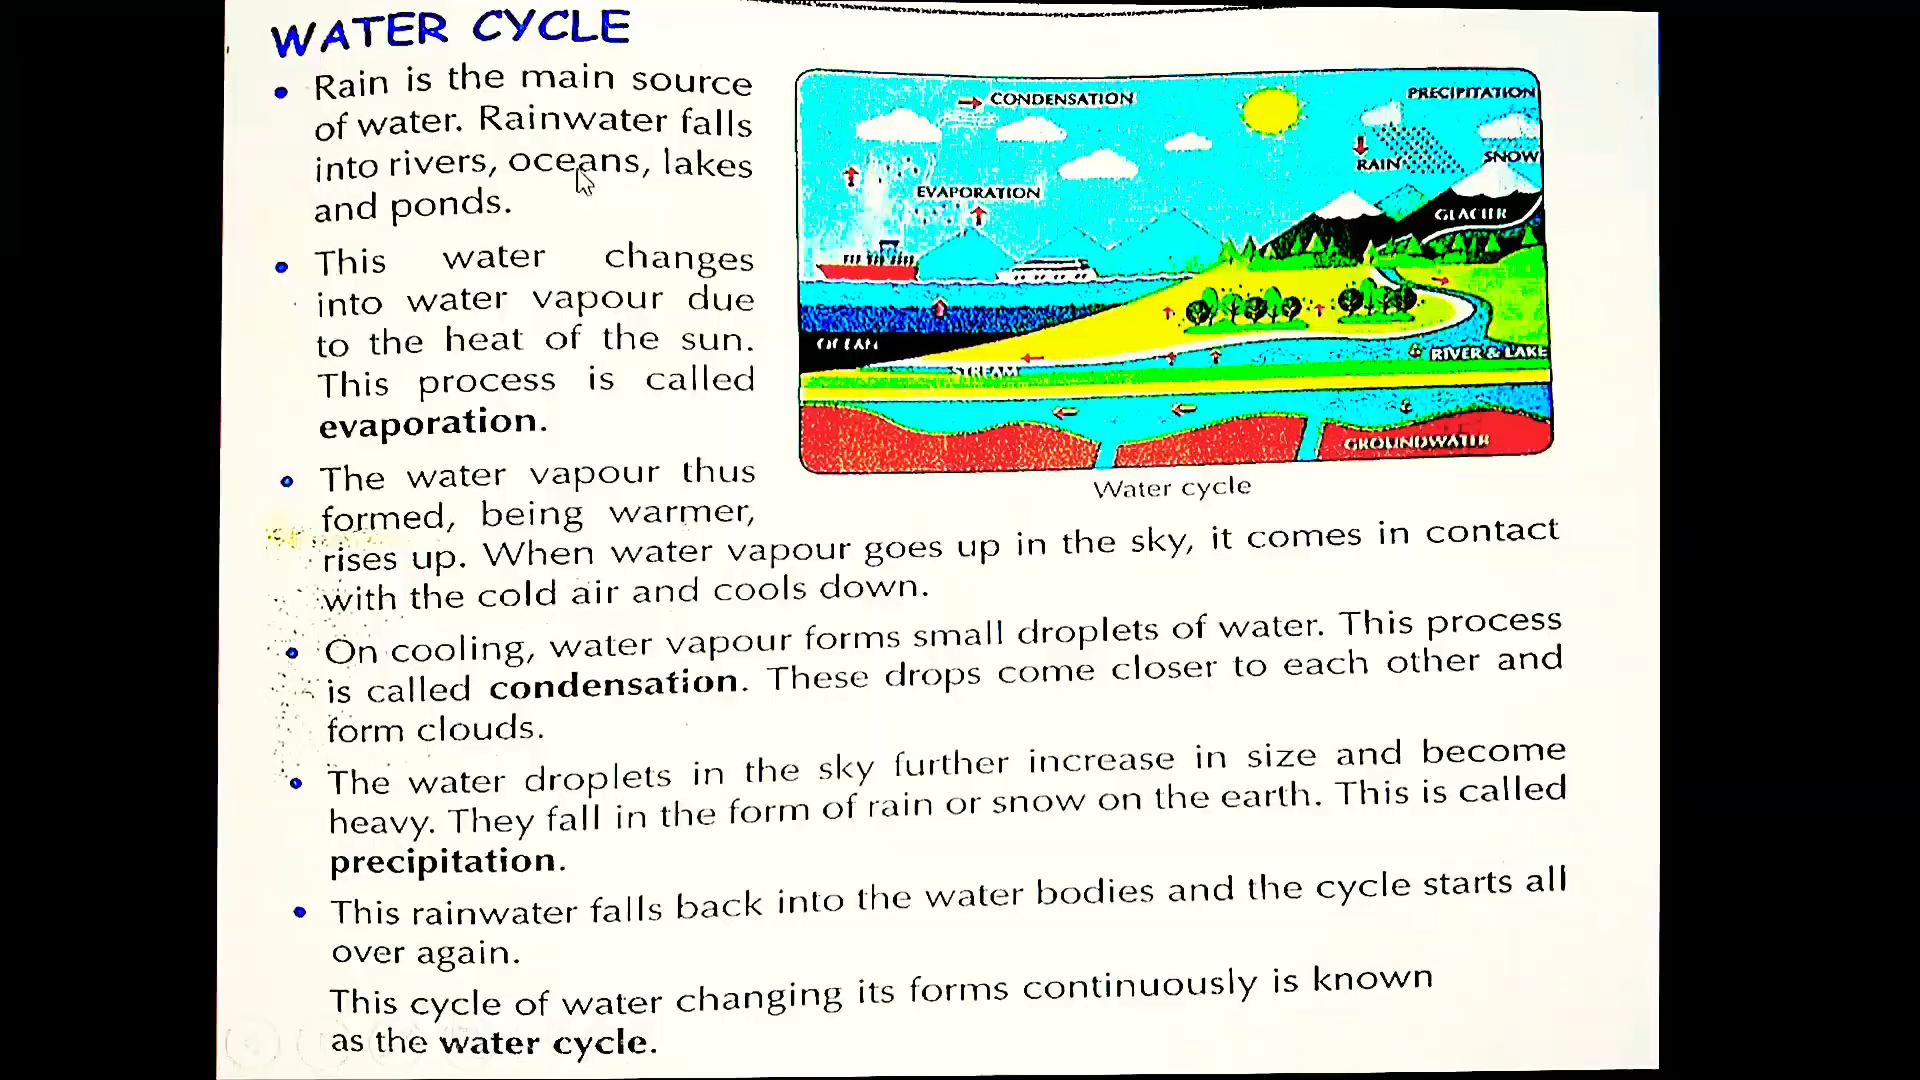 WATER CYCLE
Rain is the main source
of water. Rainwater falls
into rivers, oceans, lakes
and ponds.
This water changes
into water vapour due
to the heat of the sun.
This process is called
evaporation.
The water vapour thus
formed, being warmer,
rises up. When water vapour goes up in the sky, it comes in contact
with the cold air and cools down.
On cooling, water vapour forms small droplets of water. This process
is called condensation. These drops come closer to each other and
form clouds.
The water droplets in the sky further increase in size and become
heavy. They fall in the form of rain or snow on the earth. This is called
precipitation.
This rainwater falls back into the water bodies and the cycle starts all
over again.
This cycle of water changing its forms continuously is known
as the water cycle.
CONDENSATION
PRECIPITATION
RAIN
SNOW
EVAPORATION
GLACIER
OCEAN
STREAM
RIVER & LAKE
GROUNDWATER
Water cycle